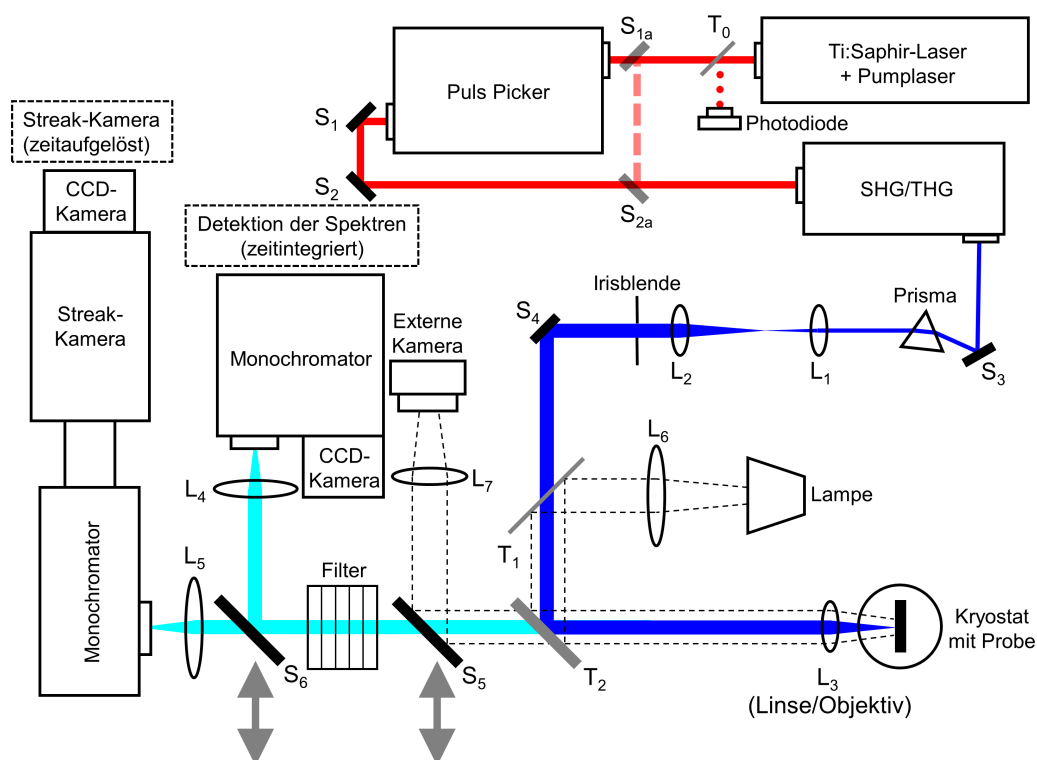 S1a
T0
Ti:Saphir-Laser
+ Pumplaser
Puls Picker
Photodiode
S1
S2
S2a
SHG/THG
Streak-Kamera
(zeitaufgelöst)
CCD-
Kamera
Streak-
Kamera
Detektion der Spektren
(zeitintegriert)
Monochromator
CCD-
Kamera
Externe
Kamera
S4
Irisblende
L2
L1
Prisma
S3
L4
L7
L6
Lampe
T1
Monochromator
L5
Filter
S6
S5
T2
L3
(Linse/Objektiv)
Kryostat
mit Probe